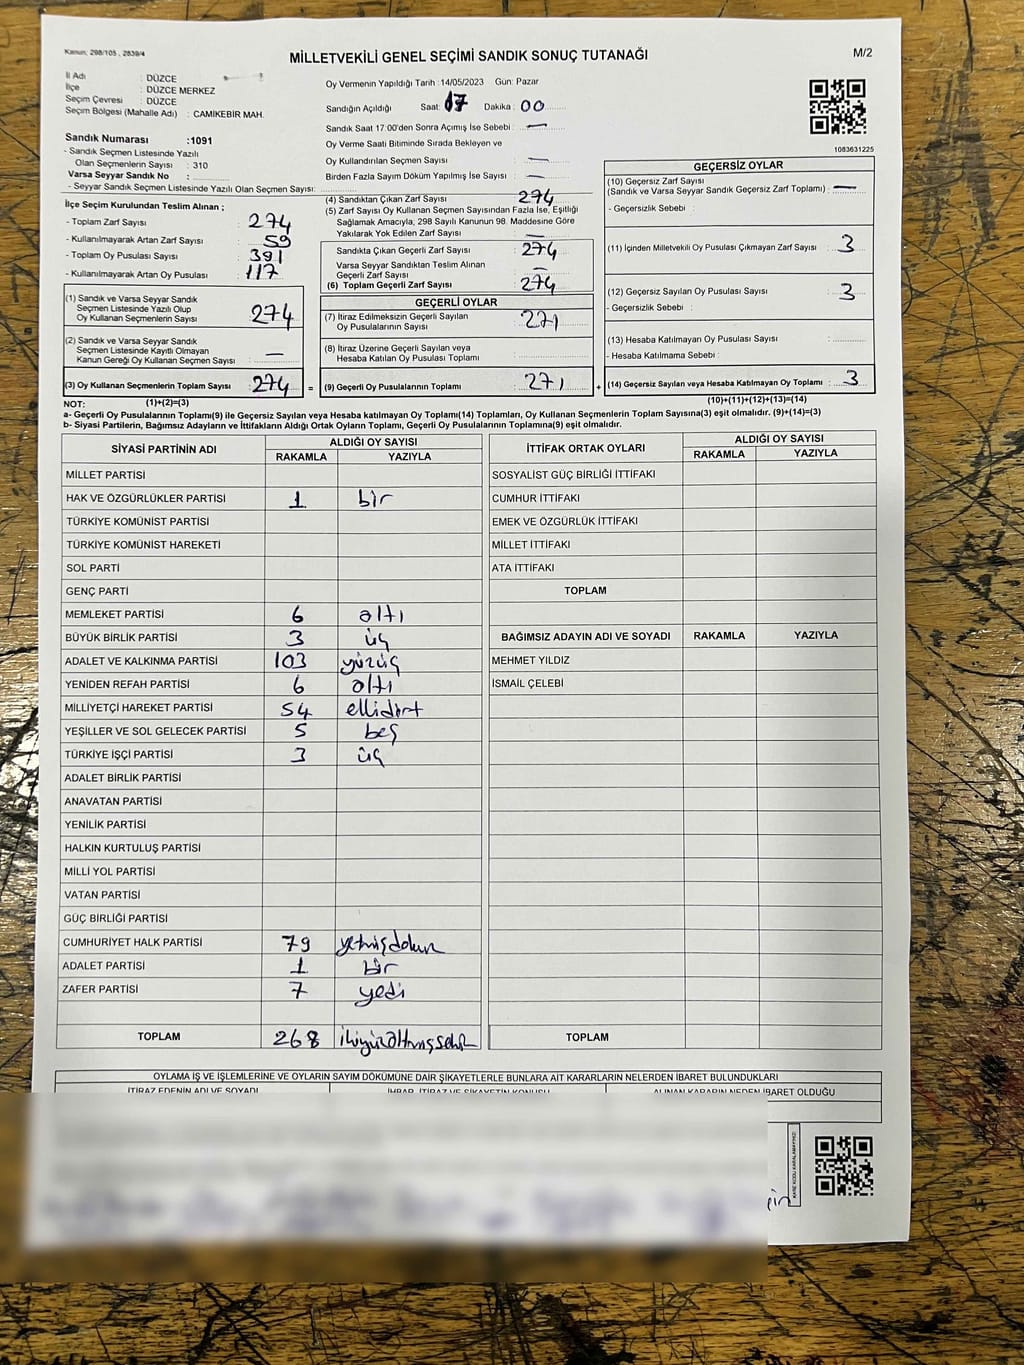 Kanun; 298/105 , 2839/4
MİLLETVEKİLİ GENEL SEÇİMİ SANDIK SONUÇ TUTANAĞI
M/2
İl Adı : DÜZCE
İlçe : DÜZCE MERKEZ
Seçim Çevresi : DÜZCE
Seçim Bölgesi (Mahalle Adı) : CAMİKEBİR MAH.
Sandık Numarası :1091
- Sandık Seçmen Listesinde Yazılı
Olan Seçmenlerin Sayısı : 310
Varsa Seyyar Sandık No :
- Seyyar Sandık Seçmen Listesinde Yazılı Olan Seçmen Sayısı:
Oy Vermenin Yapıldığı Tarih :14/05/2023 Gün: Pazar
Sandığın Açıldığı Saat: 17 Dakika : 00
Sandık Saat 17:00'den Sonra Açımış İse Sebebi : —
Oy Verme Saati Bitiminde Sırada Bekleyen ve
Oy Kullandırılan Seçmen Sayısı : —
Birden Fazla Sayım Döküm Yapılmış İse Sayısı : —
1083631225
İlçe Seçim Kurulundan Teslim Alınan ;
- Toplam Zarf Sayısı : 274
- Kullanılmayarak Artan Zarf Sayısı : 59
- Toplam Oy Pusulası Sayısı : 391
- Kullanılmayarak Artan Oy Pusulası : 117
(4) Sandıktan Çıkan Zarf Sayısı : 274
(5) Zarf Sayısı Oy Kullanan Seçmen Sayısından Fazla İse, Eşitliği
Sağlamak Amacıyla, 298 Sayılı Kanunun 98. Maddesine Göre
Yakılarak Yok Edilen Zarf Sayısı : —
Sandıkta Çıkan Geçerli Zarf Sayısı : 274
Varsa Seyyar Sandıktan Teslim Alınan
Geçerli Zarf Sayısı : —
(6) Toplam Geçerli Zarf Sayısı : 274
GEÇERSİZ OYLAR
(10) Geçersiz Zarf Sayısı
(Sandık ve Varsa Seyyar Sandık Geçersiz Zarf Toplamı) : —
- Geçersizlik Sebebi :
(11) İçinden Milletvekili Oy Pusulası Çıkmayan Zarf Sayısı : 3
(12) Geçersiz Sayılan Oy Pusulası Sayısı : 3
- Geçersizlik Sebebi :
(13) Hesaba Katılmayan Oy Pusulası Sayısı :
- Hesaba Katılmama Sebebi :
(14) Geçersiz Sayılan veya Hesaba Katılmayan Oy Toplamı : 3
(10)+(11)+(12)+(13)=(14)
(1) Sandık ve Varsa Seyyar Sandık
Seçmen Listesinde Yazılı Olup
Oy Kullanan Seçmenlerin Sayısı : 274
(2) Sandık ve Varsa Seyyar Sandık
Seçmen Listesinde Kayıtlı Olmayan
Kanun Gereği Oy Kullanan Seçmen Sayısı : —
(3) Oy Kullanan Seçmenlerin Toplam Sayısı : 274 =
GEÇERLİ OYLAR
(7) İtiraz Edilmeksizin Geçerli Sayılan
Oy Pusulalarının Sayısı : 271
(8) İtiraz Üzerine Geçerli Sayılan veya
Hesaba Katılan Oy Pusulası Toplamı :
(9) Geçerli Oy Pusulalarının Toplamı : 271 +
NOT: (1)+(2)=(3)
a- Geçerli Oy Pusulalarının Toplamı(9) ile Geçersiz Sayılan veya Hesaba katılmayan Oy Toplamı(14) Toplamları, Oy Kullanan Seçmenlerin Toplam Sayısına(3) eşit olmalıdır. (9)+(14)=(3)
b- Siyasi Partilerin, Bağımsız Adayların ve İttifakların Aldığı Ortak Oyların Toplamı, Geçerli Oy Pusulalarının Toplamına(9) eşit olmalıdır.
SİYASİ PARTİNİN ADI ALDIĞI OY SAYISI
RAKAMLA YAZIYLA
MİLLET PARTİSİ
HAK VE ÖZGÜRLÜKLER PARTİSİ 1 bir
TÜRKİYE KOMÜNİST PARTİSİ
TÜRKİYE KOMÜNİST HAREKETİ
SOL PARTİ
GENÇ PARTİ
MEMLEKET PARTİSİ 6 altı
BÜYÜK BİRLİK PARTİSİ 3 üç
ADALET VE KALKINMA PARTİSİ 103 yüzüç
YENİDEN REFAH PARTİSİ 6 altı
MİLLİYETÇİ HAREKET PARTİSİ 54 ellidört
YEŞİLLER VE SOL GELECEK PARTİSİ 5 beş
TÜRKİYE İŞÇİ PARTİSİ 3 üç
ADALET BİRLİK PARTİSİ
ANAVATAN PARTİSİ
YENİLİK PARTİSİ
HALKIN KURTULUŞ PARTİSİ
MİLLİ YOL PARTİSİ
VATAN PARTİSİ
GÜÇ BİRLİĞİ PARTİSİ
CUMHURİYET HALK PARTİSİ 79 yetmişdokuz
ADALET PARTİSİ 1 bir
ZAFER PARTİSİ 7 yedi
TOPLAM 268 ikiyüzaltmışsekiz
İTTİFAK ORTAK OYLARI ALDIĞI OY SAYISI
RAKAMLA YAZIYLA
SOSYALİST GÜÇ BİRLİĞİ İTTİFAKI
CUMHUR İTTİFAKI
EMEK VE ÖZGÜRLÜK İTTİFAKI
MİLLET İTTİFAKI
ATA İTTİFAKI
TOPLAM
BAĞIMSIZ ADAYIN ADI VE SOYADI RAKAMLA YAZIYLA
MEHMET YILDIZ
İSMAİL ÇELEBİ
TOPLAM
OYLAMA İŞ VE İŞLEMLERİNE VE OYLARIN SAYIM DÖKÜMÜNE DAİR ŞİKAYETLERLE BUNLARA AİT KARARLARIN NELERDEN İBARET BULUNDUKLARI
İTİRAZ EDENİN ADI VE SOYADI İHBAR, İTİRAZ VE ŞİKAYETİN KONUSU ALINAN KARARIN NEDEN İBARET OLDUĞU